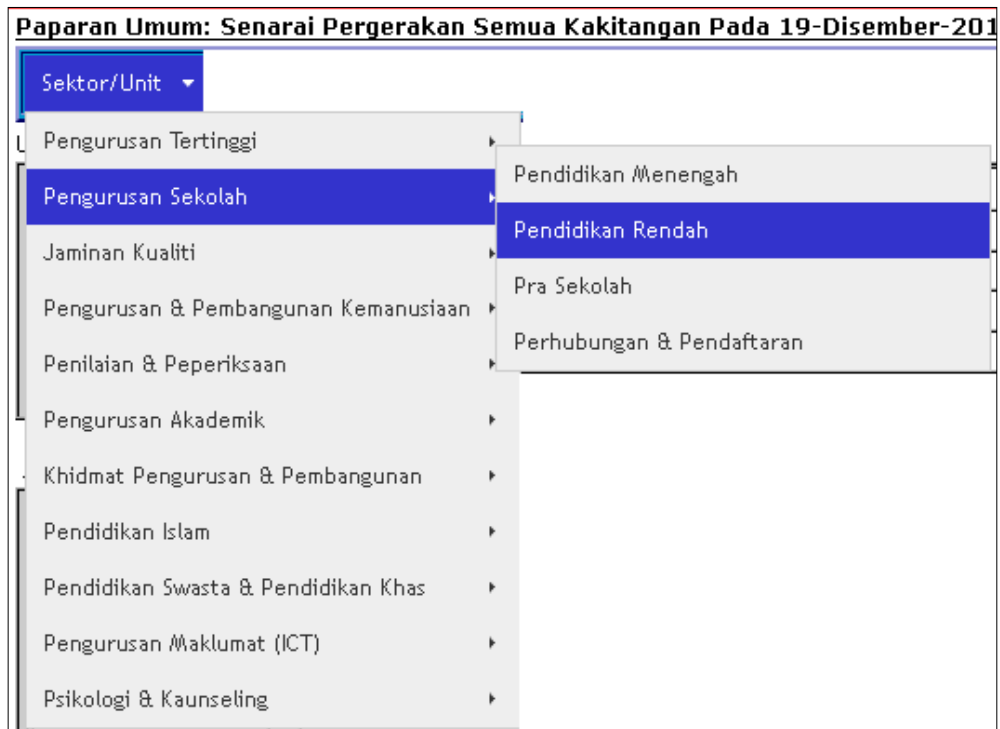 Paparan Umum: Senarai Pergerakan Semua Kakitangan Pada 19-Disember-201
Sektor/Unit
Pengurusan Tertinggi
Pengurusan Sekolah
Jaminan Kualiti
Pengurusan & Pembangunan Kemanusiaan
Penilaian & Peperiksaan
Pengurusan Akademik
Khidmat Pengurusan & Pembangunan
Pendidikan Islam
Pendidikan Swasta & Pendidikan Khas
Pengurusan Maklumat (ICT)
Psikologi & Kaunseling
Pendidikan Menengah
Pendidikan Rendah
Pra Sekolah
Perhubungan & Pendaftaran